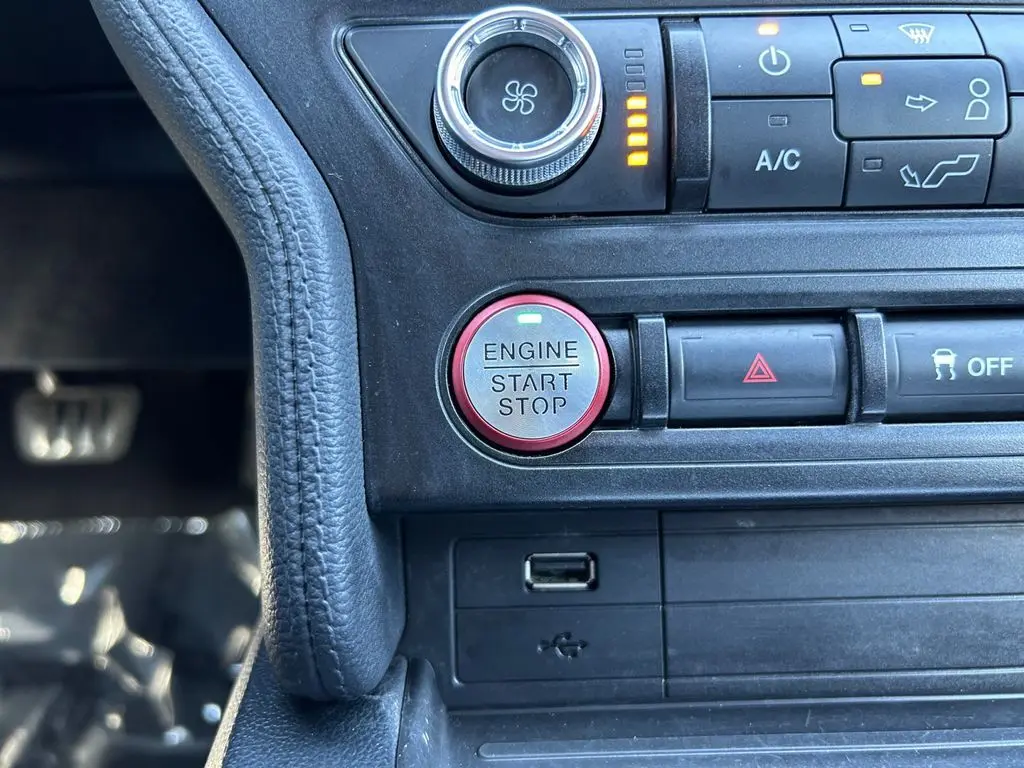 A/C
ENGINE
START
STOP
OFF